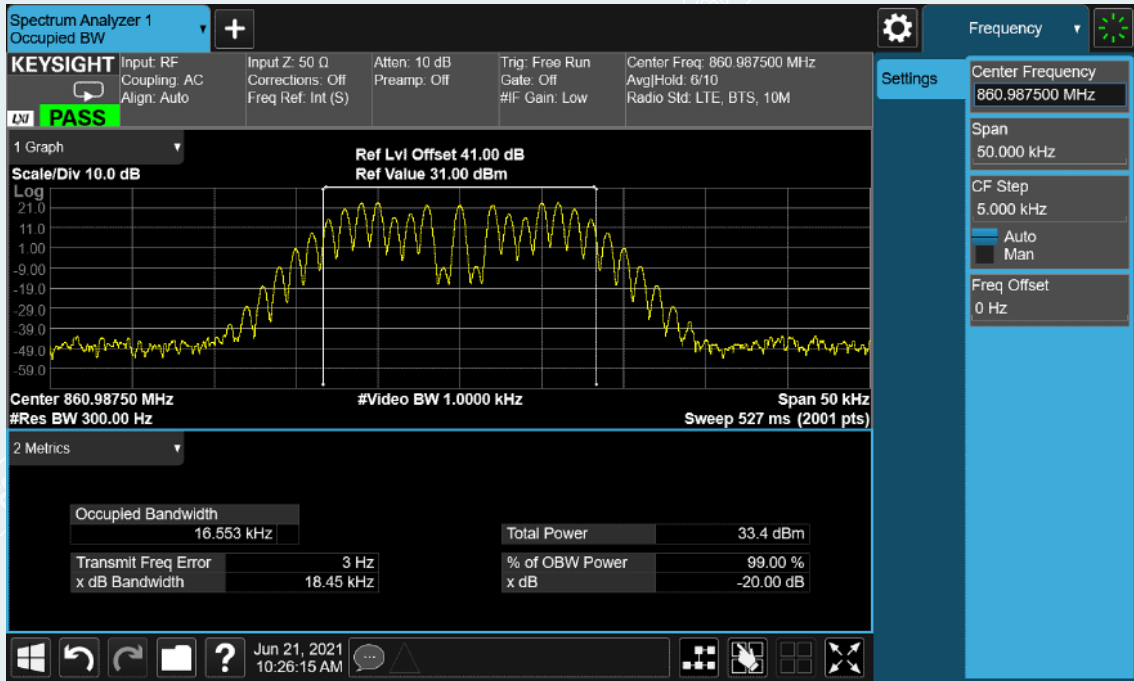 Spectrum Analyzer 1
Occupied BW
Frequency
KEYSIGHT
LXI
PASS
Input: RF
Coupling: AC
Align: Auto
Input Z: 50 Ω
Corrections: Off
Freq Ref: Int (S)
Atten: 10 dB
Preamp: Off
Trig: Free Run
Gate: Off
#IF Gain: Low
Center Freq: 860.987500 MHz
Avg|Hold: 6/10
Radio Std: LTE, BTS, 10M
Settings
Center Frequency
860.987500 MHz
Span
50.000 kHz
CF Step
5.000 kHz
Auto
Man
Freq Offset
0 Hz
1 Graph
Scale/Div 10.0 dB
Ref Lvl Offset 41.00 dB
Ref Value 31.00 dBm
Log
21.0
11.0
1.00
-9.00
-19.0
-29.0
-39.0
-49.0
-59.0
Center 860.98750 MHz
#Video BW 1.0000 kHz
Span 50 kHz
#Res BW 300.00 Hz
Sweep 527 ms (2001 pts)
2 Metrics
Occupied Bandwidth
16.553 kHz
Total Power 33.4 dBm
Transmit Freq Error 3 Hz
% of OBW Power 99.00 %
x dB Bandwidth 18.45 kHz
x dB -20.00 dB
?
Jun 21, 2021
10:26:15 AM